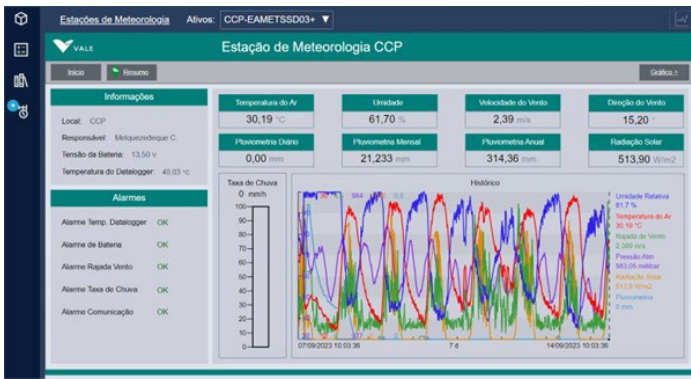 Estações de Meteorologia Ativos: CCP-EAMETSSD03+ ▼
VALE Estação de Meteorologia CCP
Início Resumo Gráfico >
Informações
Local: CCP
Responsável: Melquezedeque C.
Tensão da Bateria: 13,50 v
Temperatura do Datalogger: 40,03 °C
Alarmes
Alarme Temp. Datalogger OK
Alarme de Bateria OK
Alarme Rajada Vento OK
Alarme Taxa de Chuva OK
Alarme Comunicação OK
Temperatura do Ar Umidade Velocidade do Vento Direção do Vento
30,19 °C 61,70 % 2,39 m/s 15,20 °
Pluviometria Diário Pluviometria Mensal Pluviometria Anual Radiação Solar
0,00 mm 21,233 mm 314,36 mm 513,90 W/m2
Taxa de Chuva
0 mm/h
100
90
80
70
60
50
40
30
20
10
0
Histórico
984 0,8
977
07/09/2023 10:03:36 7 d 14/09/2023 10:03:36
Umidade Relativa
61,7 %
Temperatura do Ar
30,19 °C
Rajada de Vento
2,389 m/s
Pressão Atm
983,05 milibar
Radiação Solar
513,9 W/m2
Pluviometria
0 mm